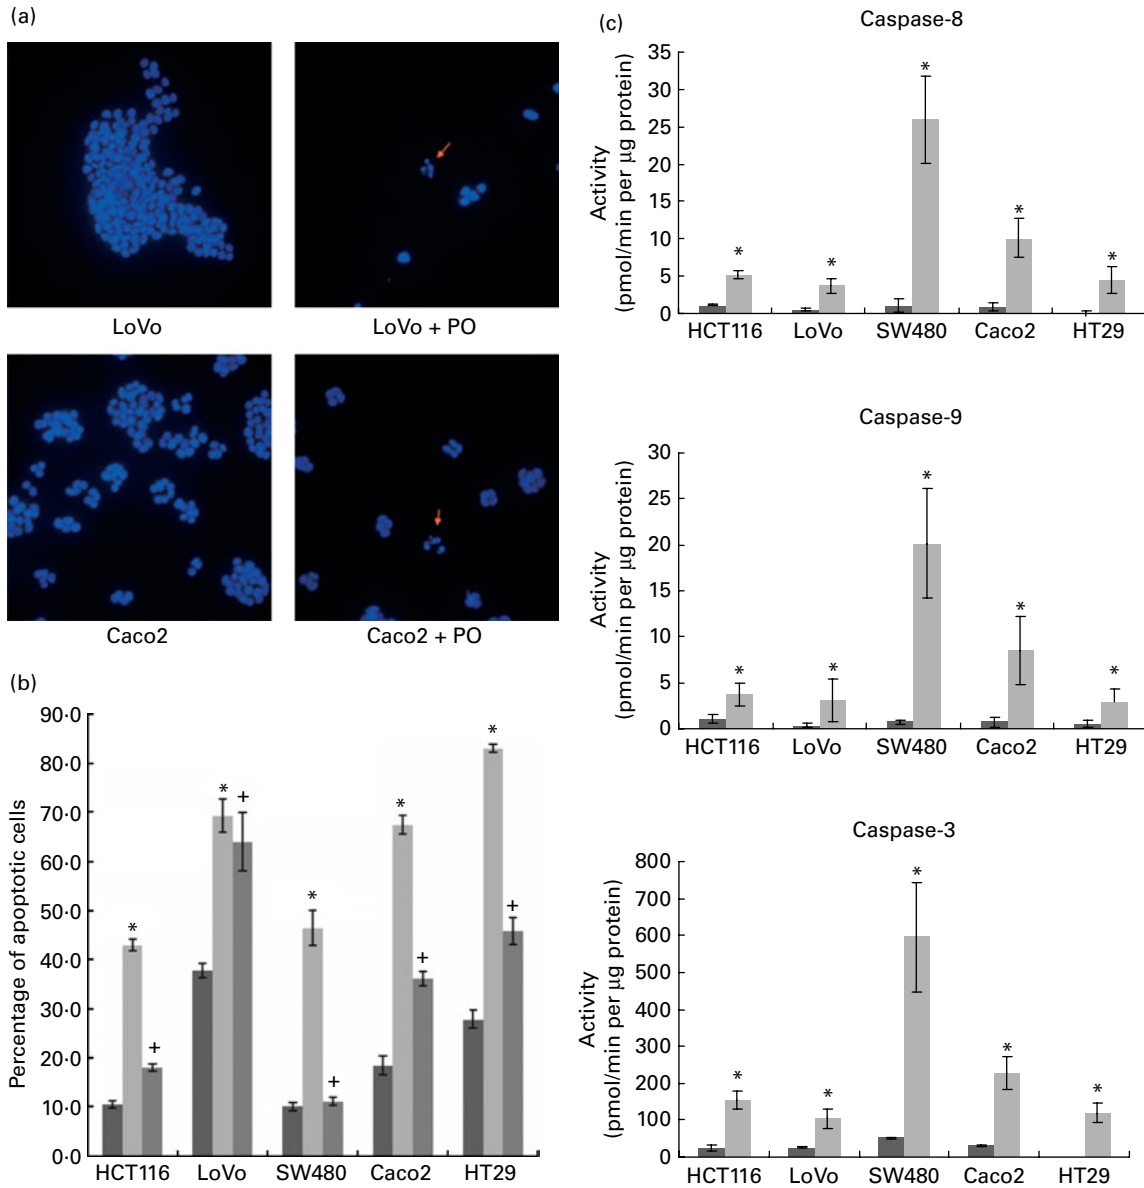 (a)
LoVo
LoVo + PO
Caco2
Caco2 + PO
(b)
Percentage of apoptotic cells
90·0
80·0
70·0
60·0
50·0
40·0
30·0
20·0
10·0
0·0
*
+
*
+
*
+
*
+
*
+
HCT116 LoVo SW480 Caco2 HT29
(c)
Caspase-8
Activity
(pmol/min per µg protein)
35
30
25
20
15
10
5
0
*
*
*
*
*
HCT116 LoVo SW480 Caco2 HT29
Caspase-9
Activity
(pmol/min per µg protein)
30
25
20
15
10
5
0
*
*
*
*
*
HCT116 LoVo SW480 Caco2 HT29
Caspase-3
Activity
(pmol/min per µg protein)
800
700
600
500
400
300
200
100
0
*
*
*
*
*
HCT116 LoVo SW480 Caco2 HT29